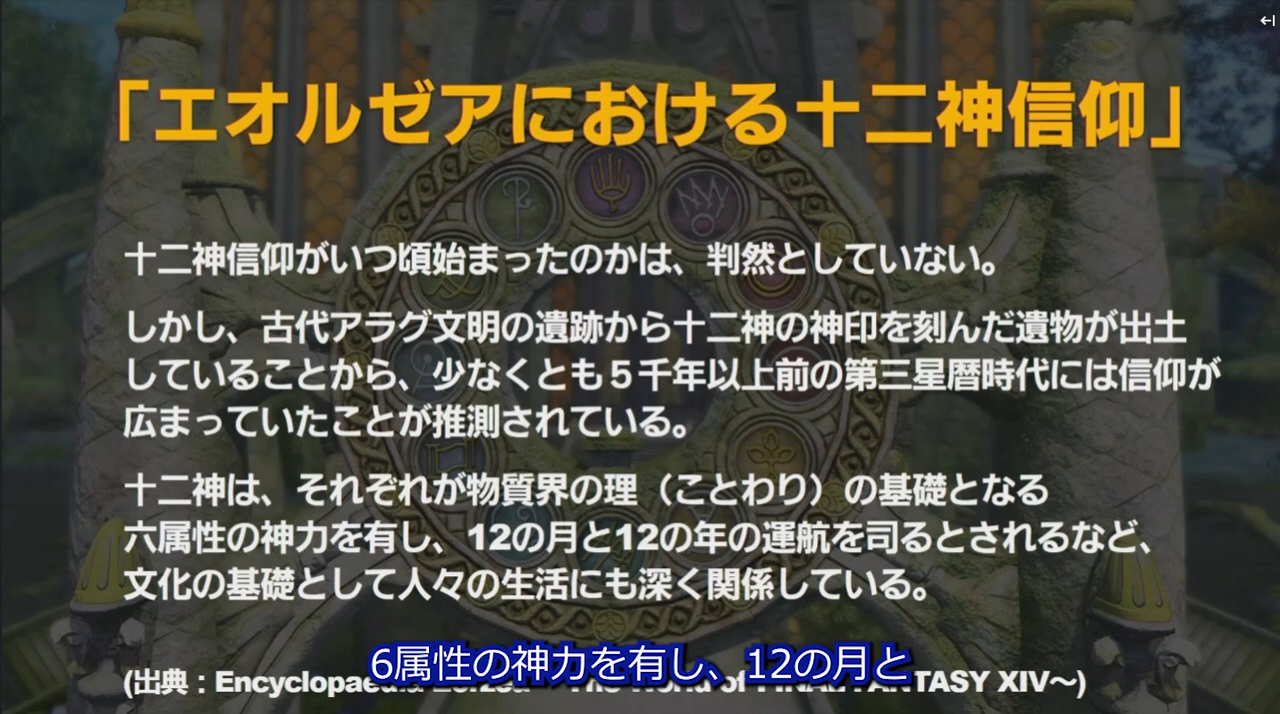 「エオルゼアにおける十二神信仰」
十二神信仰がいつ頃始まったのかは、判然としていない。
しかし、古代アラグ文明の遺跡から十二神の神印を刻んだ遺物が出土
していることから、少なくとも５千年以上前の第三星暦時代には信仰が
広まっていたことが推測されている。
十二神は、それぞれが物質界の理（ことわり）の基礎となる
六属性の神力を有し、12の月と12の年の運航を司るとされるなど、
文化の基礎として人々の生活にも深く関係している。
6属性の神力を有し、12の月と
(出典：Encyclopaedia Eorzea ~The World of FINAL FANTASY XIV～)